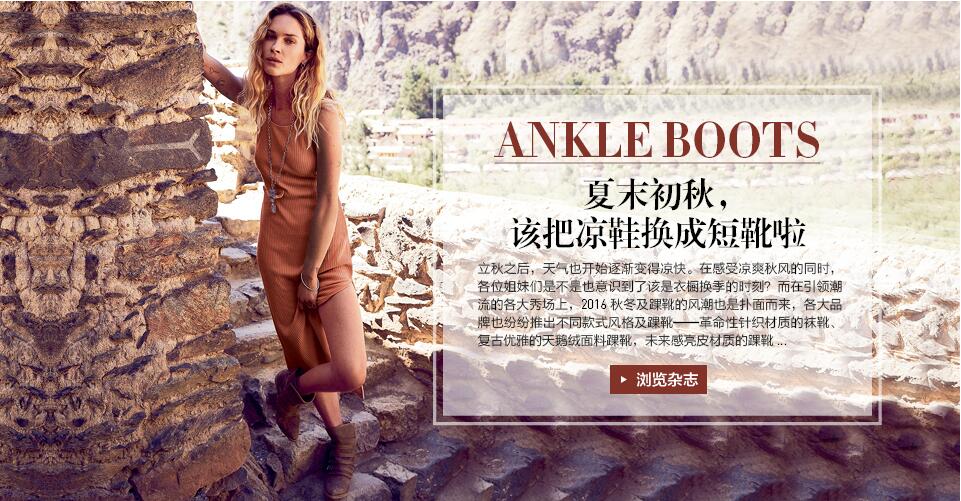 ANKLE BOOTS
夏末初秋，
该把凉鞋换成短靴啦
立秋之后，天气也开始逐渐变得凉快。在感受凉爽秋风的同时，
各位姐妹们是不是也意识到了该是衣橱换季的时刻？而在引领潮
流的各大秀场上，2016 秋冬及踝靴的风潮也是扑面而来，各大品
牌也纷纷推出不同款式风格及踝靴——革命性针织材质的袜靴、
复古优雅的天鹅绒面料踝靴，未来感亮皮材质的踝靴 ...
浏览杂志